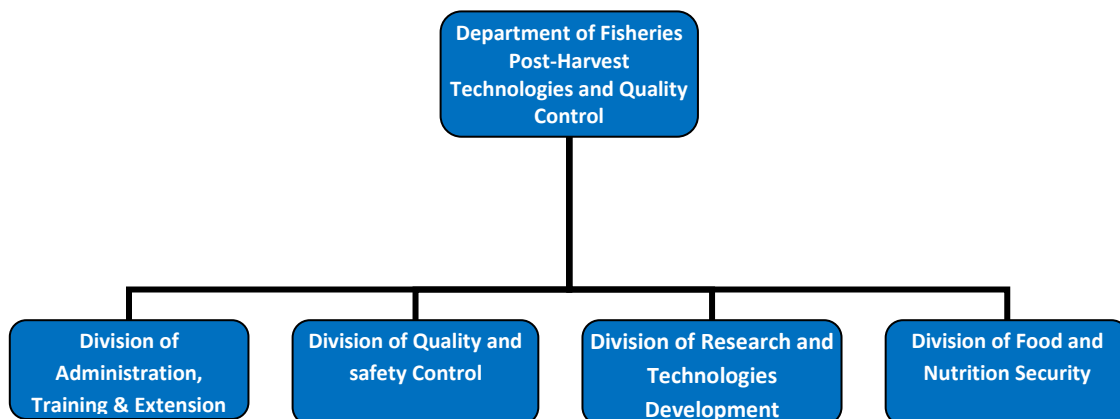 Department of Fisheries
Post-Harvest
Technologies and Quality
Control
Division of
Administration,
Training & Extension
Division of Quality and
safety Control
Division of Research and
Technologies
Development
Division of Food and
Nutrition Security